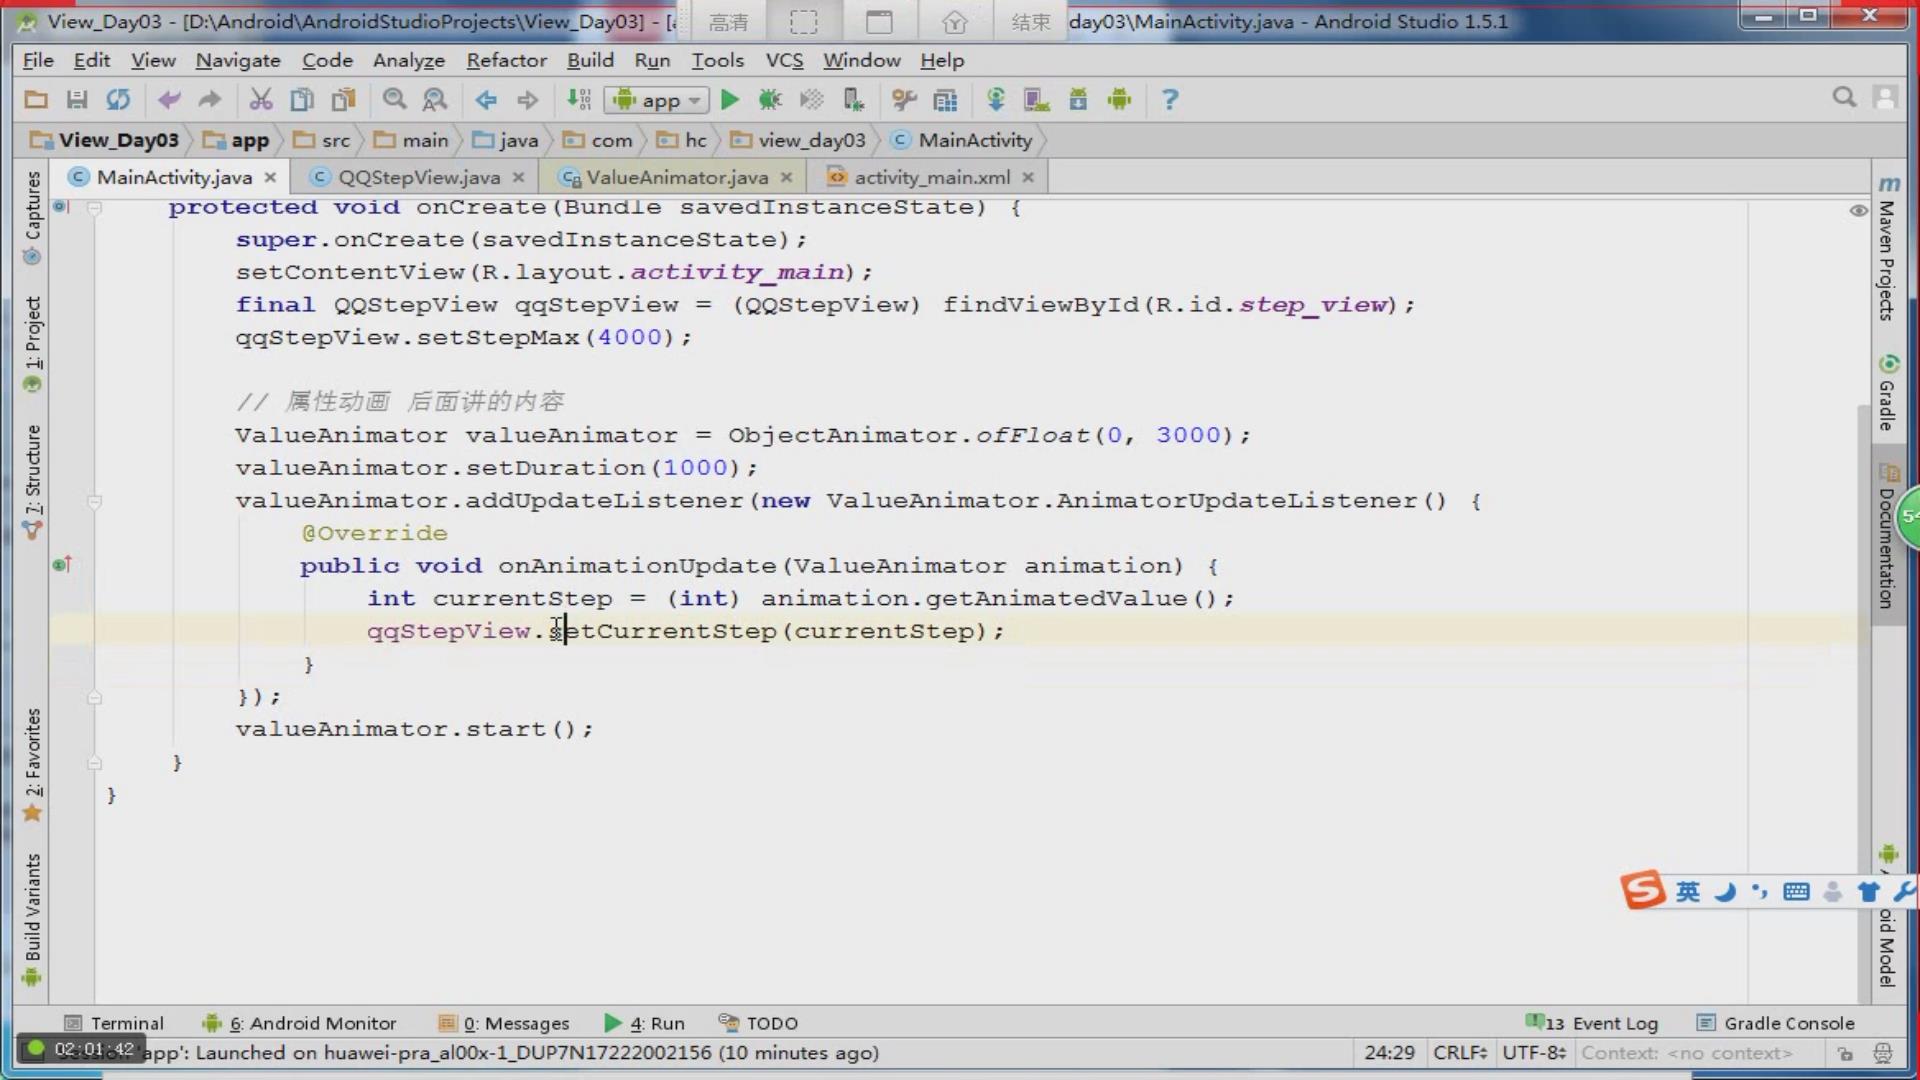 View_Day03 - [D:\Android\AndroidStudioProjects\View_Day03] - [
高清
结束
day03\MainActivity.java - Android Studio 1.5.1
File Edit View Navigate Code Analyze Refactor Build Run Tools VCS Window Help
app
View_Day03 app src main java com hc view_day03 MainActivity
MainActivity.java QQStepView.java ValueAnimator.java activity_main.xml
protected void onCreate(Bundle savedInstanceState) {
super.onCreate(savedInstanceState);
setContentView(R.layout.activity_main);
final QQStepView qqStepView = (QQStepView) findViewById(R.id.step_view);
qqStepView.setStepMax(4000);
// 属性动画 后面讲的内容
ValueAnimator valueAnimator = ObjectAnimator.ofFloat(0, 3000);
valueAnimator.setDuration(1000);
valueAnimator.addUpdateListener(new ValueAnimator.AnimatorUpdateListener() {
@Override
public void onAnimationUpdate(ValueAnimator animation) {
int currentStep = (int) animation.getAnimatedValue();
qqStepView.setCurrentStep(currentStep);
}
});
valueAnimator.start();
}
}
Captures
1: Project
7: Structure
2: Favorites
Build Variants
Maven Projects
Gradle
Documentation
54
oid Model
英
Terminal 6: Android Monitor 0: Messages 4: Run TODO
13 Event Log Gradle Console
02:01:42
'app': Launched on huawei-pra_al00x-1_DUP7N17222002156 (10 minutes ago)
24:29 CRLF UTF-8 Context: <no context>